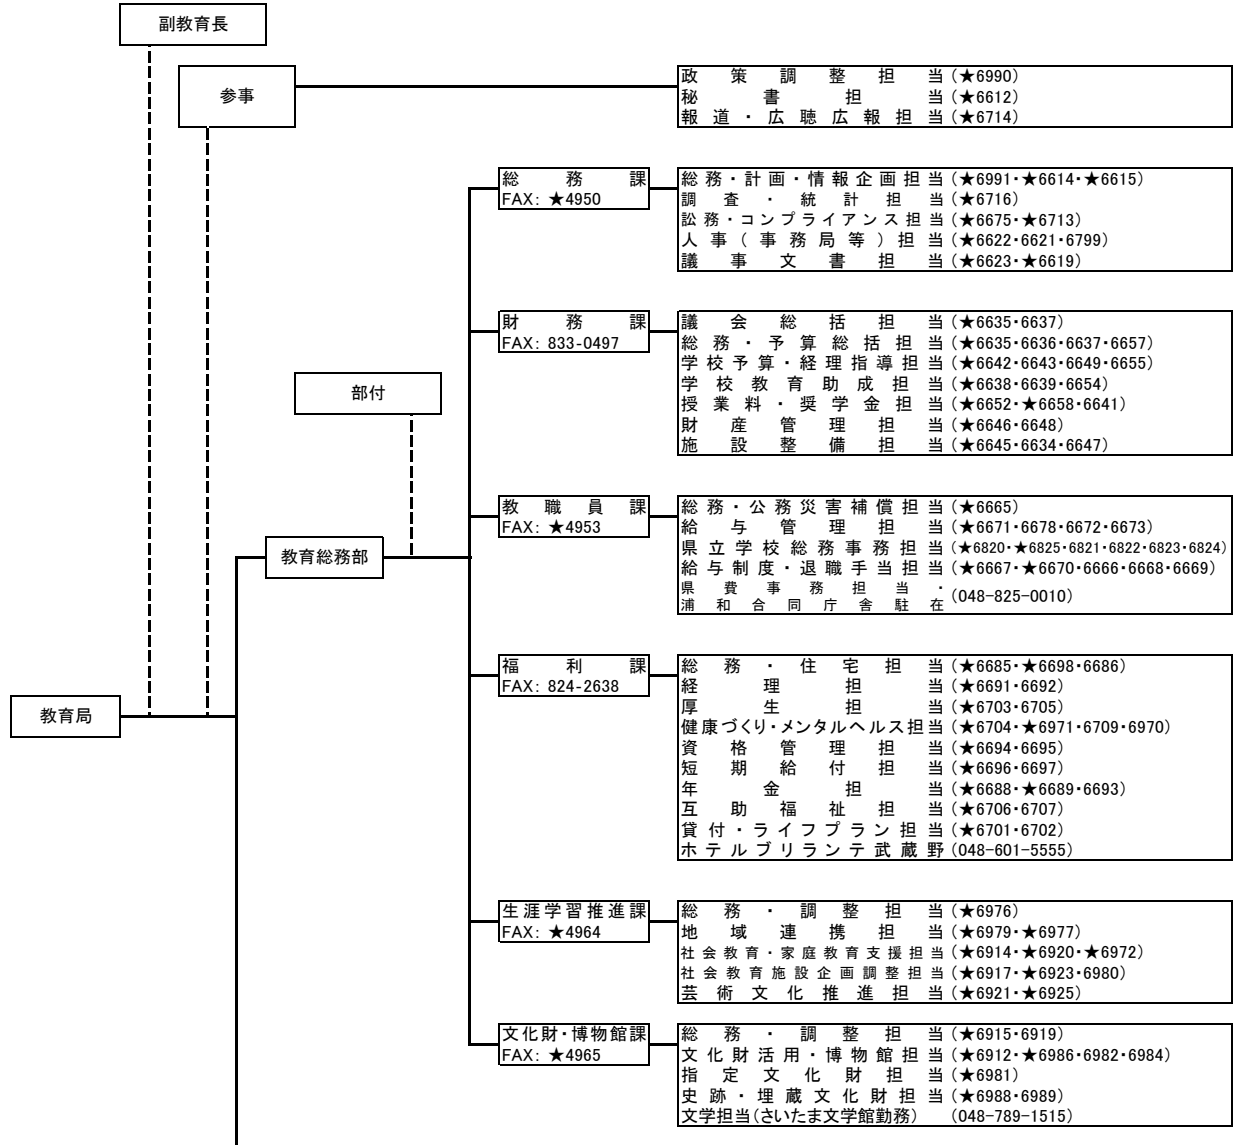 副教育長
参事
政策調整担当（★6990）
秘書担当（★6612）
報道・広聴広報担当（★6714）
総務課
FAX: ★4950
総務・計画・情報企画担当（★6991・★6614・★6615）
調査・統計担当（★6716）
訟務・コンプライアンス担当（★6675・★6713）
人事（事務局等）担当（★6622・6621・6799）
議事文書担当（★6623・★6619）
財務課
FAX: 833-0497
議会総括担当（★6635・6637）
総務・予算総括担当（★6635・6636・6637・6657）
学校予算・経理指導担当（★6642・6643・6649・6655）
学校教育助成担当（★6638・6639・6654）
授業料・奨学金担当（★6652・★6658・6641）
財産管理担当（★6646・6648）
施設整備担当（★6645・6634・6647）
部付
教職員課
FAX: ★4953
総務・公務災害補償担当（★6665）
給与管理担当（★6671・6678・6672・6673）
県立学校総務事務担当（★6820・★6825・6821・6822・6823・6824）
給与制度・退職手当担当（★6667・★6670・6666・6668・6669）
県費事務担当・
浦和合同庁舎駐在（048-825-0010）
教育総務部
福利課
FAX: 824-2638
総務・住宅担当（★6685・★6698・6686）
経理担当（★6691・6692）
厚生担当（★6703・6705）
健康づくり・メンタルヘルス担当（★6704・★6971・6709・6970）
資格管理担当（★6694・6695）
短期給付担当（★6696・6697）
年金担当（★6688・★6689・6693）
互助福祉担当（★6706・6707）
貸付・ライフプラン担当（★6701・6702）
ホテルブリランテ武蔵野（048-601-5555）
教育局
生涯学習推進課
FAX: ★4964
総務・調整担当（★6976）
地域連携担当（★6979・★6977）
社会教育・家庭教育支援担当（★6914・★6920・★6972）
社会教育施設企画調整担当（★6917・★6923・6980）
芸術文化推進担当（★6921・★6925）
文化財・博物館課
FAX: ★4965
総務・調整担当（★6915・6919）
文化財活用・博物館担当（★6912・★6986・6982・6984）
指定文化財担当（★6981）
史跡・埋蔵文化財担当（★6988・6989）
文学担当（さいたま文学館勤務）（048-789-1515）